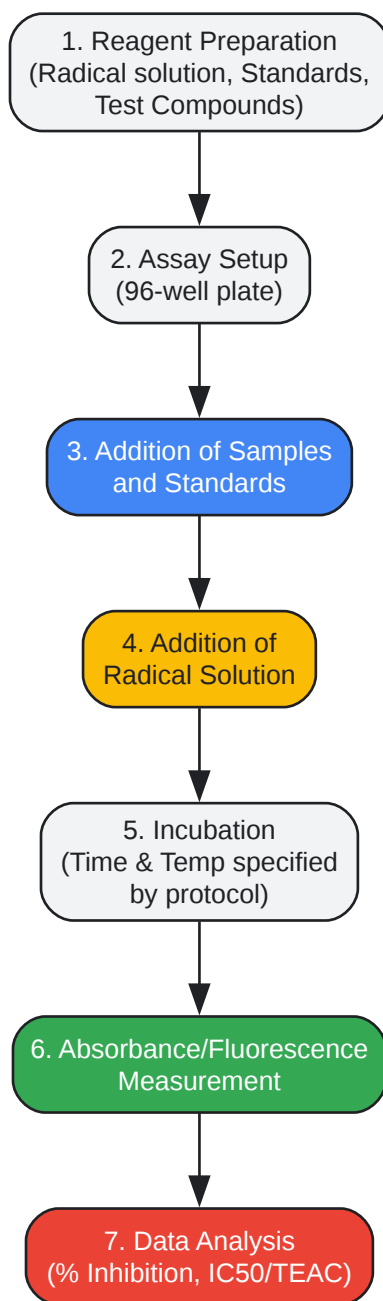 1. Reagent Preparation
(Radical solution, Standards,
Test Compounds)
2. Assay Setup
(96-well plate)
3. Addition of Samples
and Standards
4. Addition of
Radical Solution
5. Incubation
(Time & Temp specified
by protocol)
6. Absorbance/Fluorescence
Measurement
7. Data Analysis
(% Inhibition, IC50/TEAC)